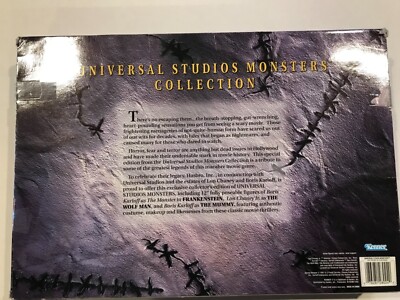 UNIVERSAL STUDIOS MONSTERS
COLLECTION
There's no escaping them... the breath stopping, gut wrenching,
heart-pounding sensations you get from seeing a scary movie. These
frightening menageries of not-quite-human form have scared us out
of our wits for decades, with tales that began as nightmares, and
caused many for those who dared to watch.
Horror, fear and terror are anything but dead issues in Hollywood
and have made their undeniable mark in movie history. This special
edition from the Universal Studios Monsters Collection is a tribute to
some of the greatest legends of this monster movie game.
To celebrate their legacy, Hasbro, Inc., in conjunction with
Universal Studios and the estates of Lon Chaney and Boris Karloff, is
proud to offer this exclusive collector's edition of UNIVERSAL
STUDIOS MONSTERS, including 12" fully poseable figures of Boris
Karloff as The Monster in FRANKENSTEIN, Lon Chaney Jr. as THE
WOLF MAN, and Boris Karloff as THE MUMMY, featuring authentic
costume, makeup and likenesses from these classic movie thrillers.
Kenner